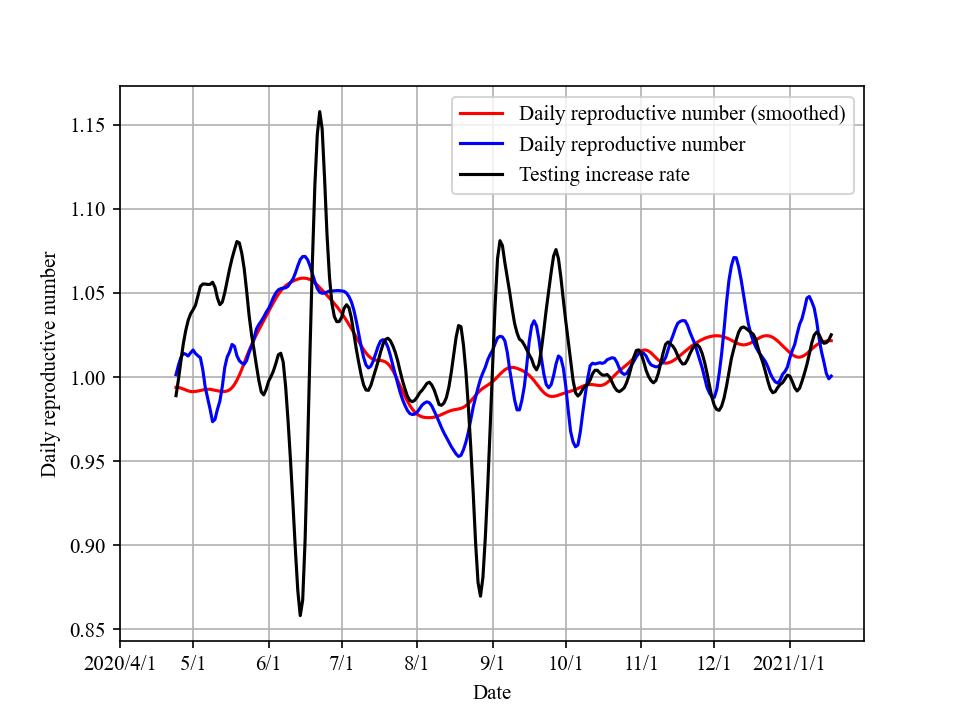 Daily reproductive number (smoothed)
Daily reproductive number
Testing increase rate
1.15
1.10
1.05
1.00
0.95
0.90
0.85
Daily reproductive number
2020/4/1 5/1 6/1 7/1 8/1 9/1 10/1 11/1 12/1 2021/1/1
Date